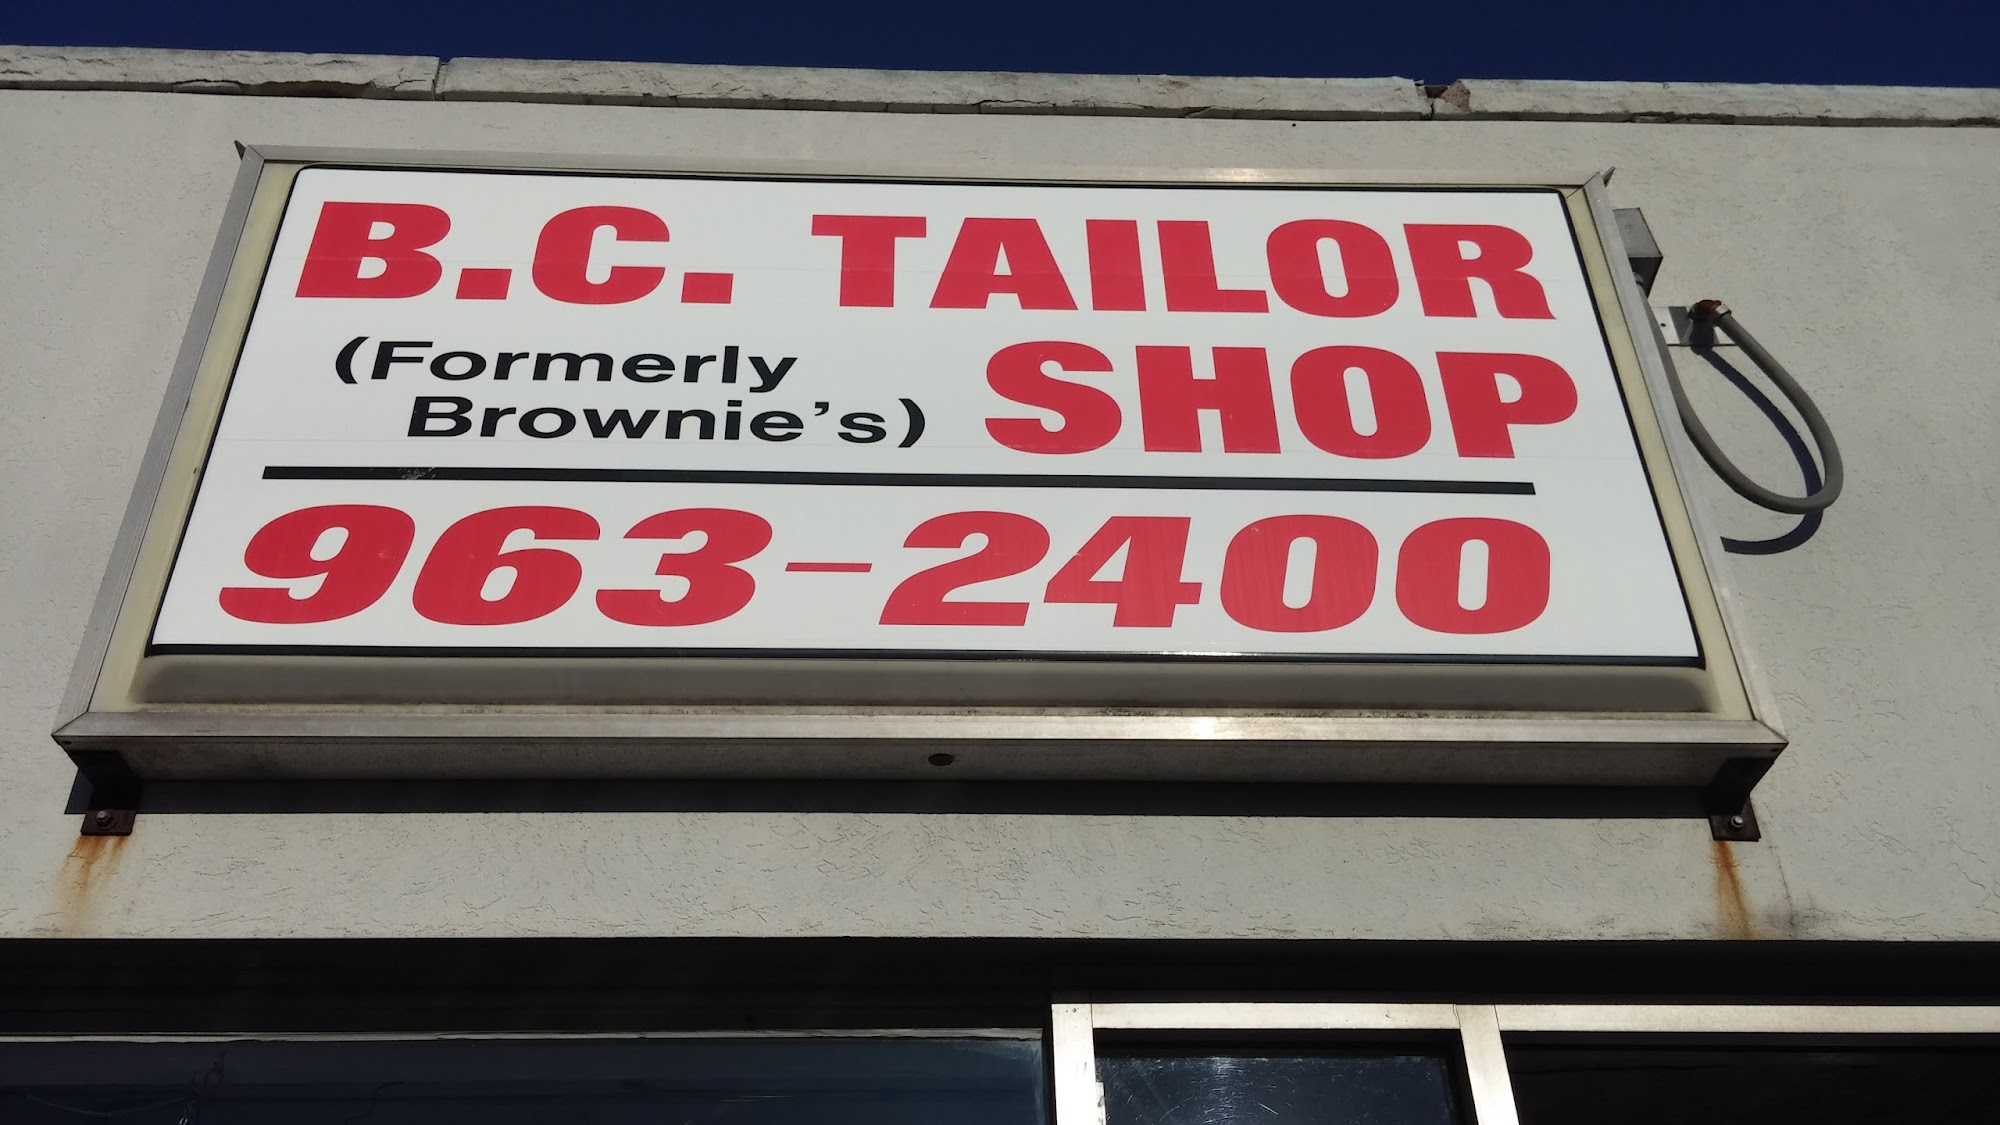 B.C. TAILOR
(Formerly
Brownie's) SHOP
963-2400